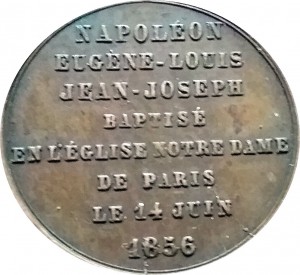 NAPOLÉON
EUGÈNE-LOUIS
JEAN-JOSEPH
BAPTISÉ
EN L'ÉGLISE NOTRE DAME
DE PARIS
LE 14 JUIN
1856